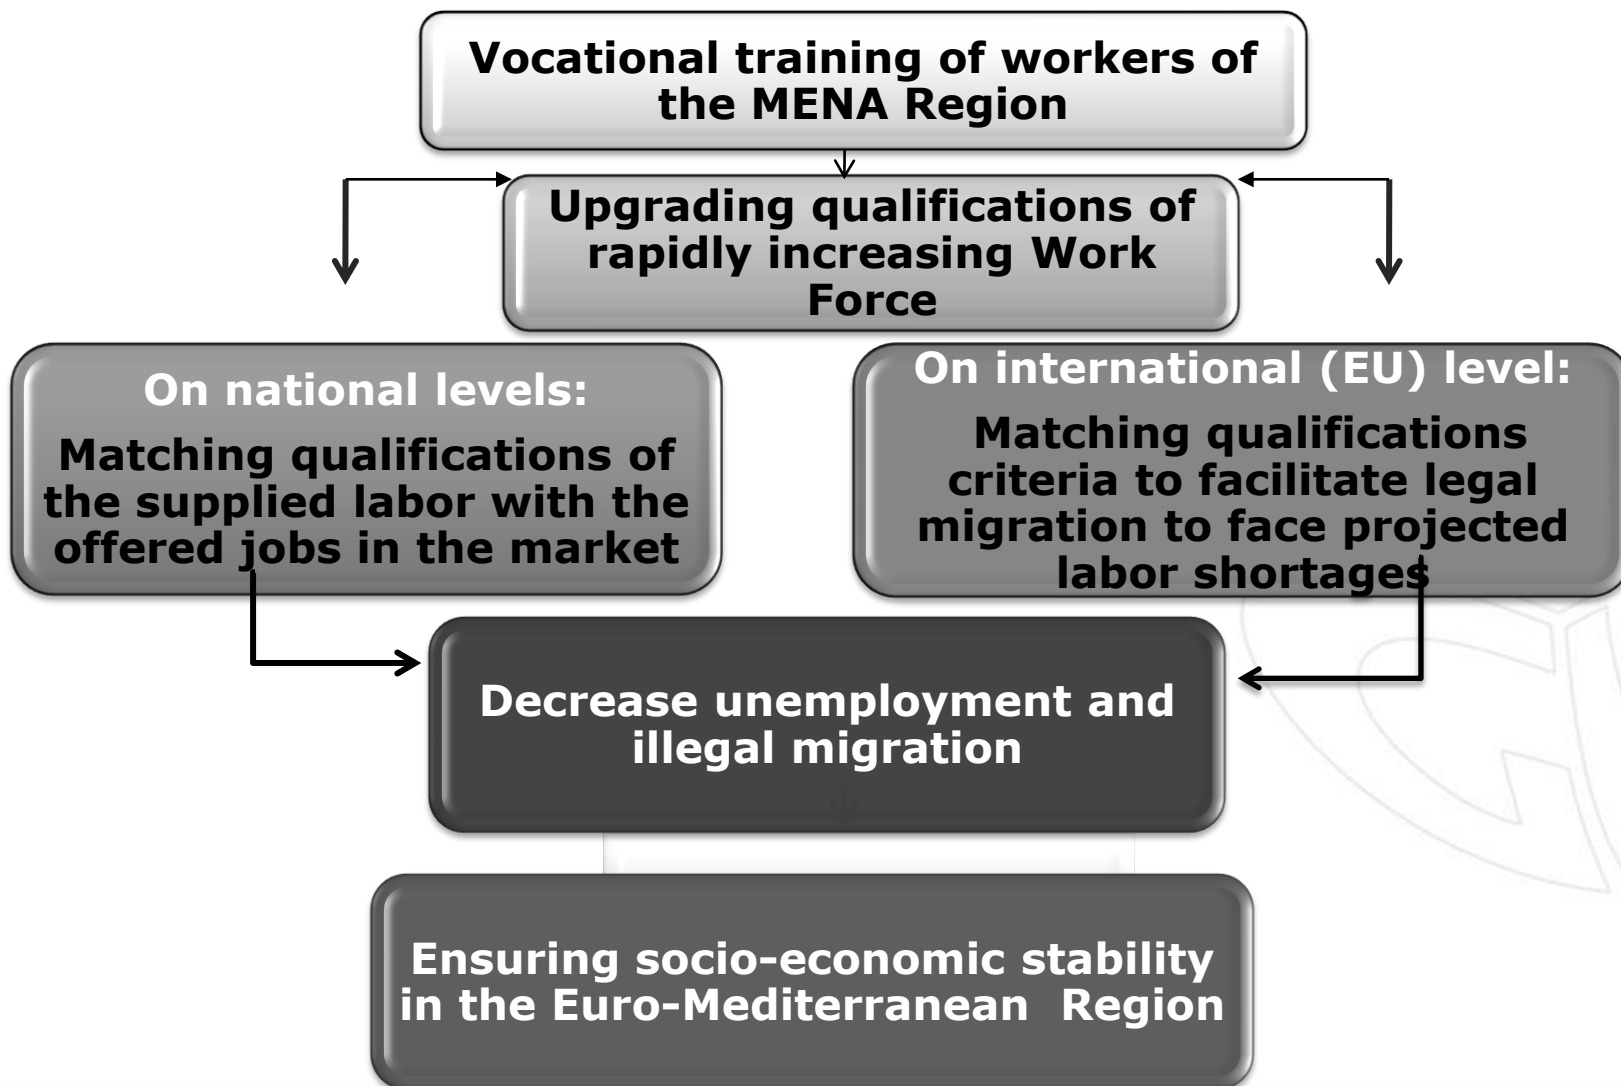 Vocational training of workers of
the MENA Region
Upgrading qualifications of
rapidly increasing Work
Force
On national levels:
Matching qualifications of
the supplied labor with the
offered jobs in the market
On international (EU) level:
Matching qualifications
criteria to facilitate legal
migration to face projected
labor shortages
Decrease unemployment and
illegal migration
Ensuring socio-economic stability
in the Euro-Mediterranean  Region